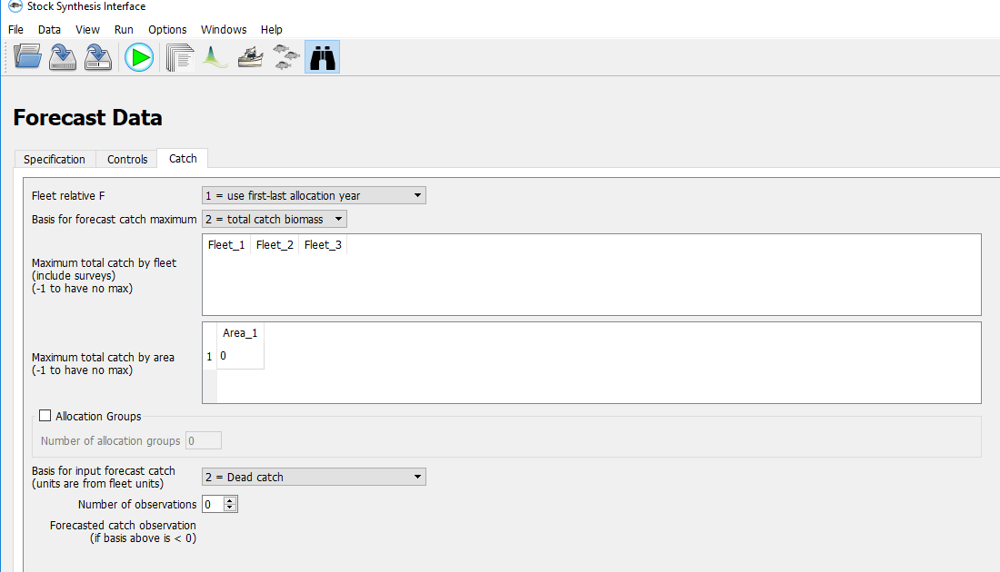 Stock Synthesis Interface
File Data View Run Options Windows Help
Forecast Data
Specification Controls Catch
Fleet relative F 1 = use first-last allocation year
Basis for forecast catch maximum 2 = total catch biomass
Fleet_1 Fleet_2 Fleet_3
Maximum total catch by fleet
(include surveys)
(-1 to have no max)
Area_1
1 0
Maximum total catch by area
(-1 to have no max)
Allocation Groups
Number of allocation groups 0
Basis for input forecast catch
(units are from fleet units)
2 = Dead catch
Number of observations 0
Forecasted catch observation
(if basis above is < 0)